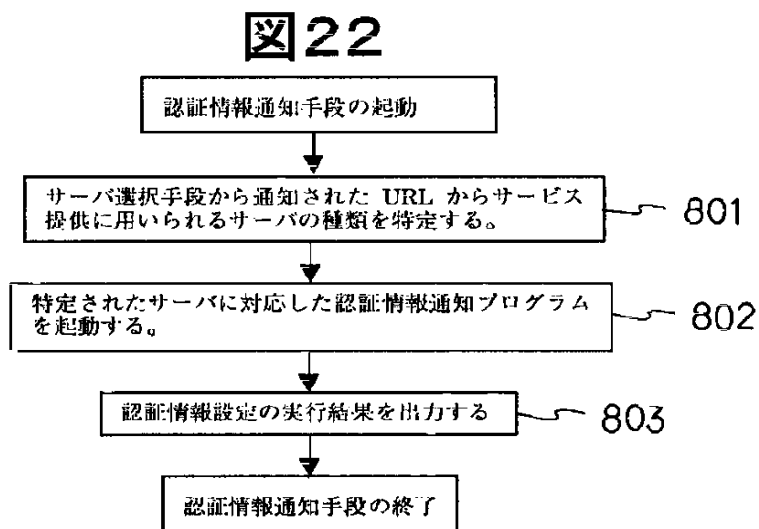 図22
認証情報通知手段の起動
サーバ選択手段から通知された URL からサービス
提供に用いられるサーバの種類を特定する。
801
特定されたサーバに対応した認証情報通知プログラム
を起動する。
802
認証情報設定の実行結果を出力する
803
認証情報通知手段の終了